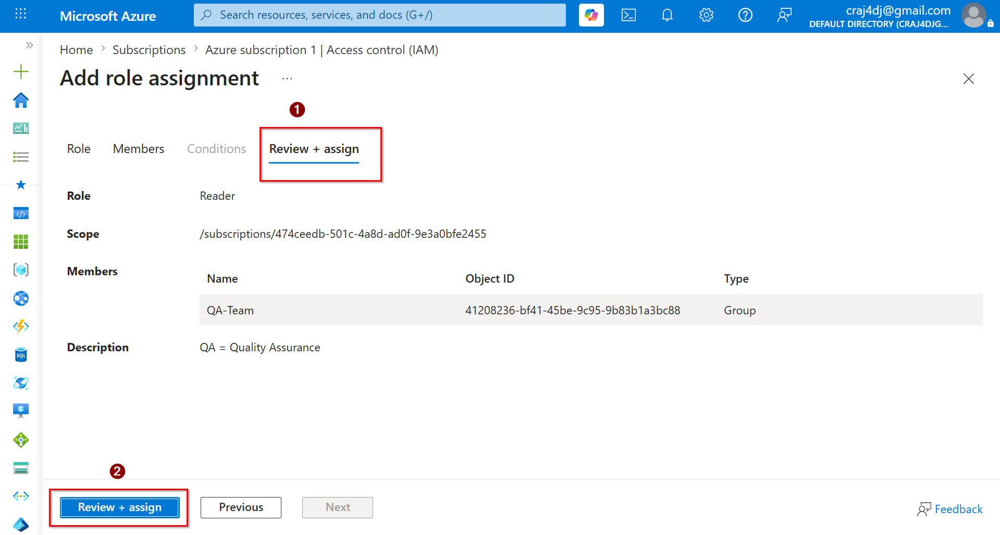 Microsoft Azure
Search resources, services, and docs (G+/)
craj4dj@gmail.com
DEFAULT DIRECTORY (CRAJ4DJG...
Home > Subscriptions > Azure subscription 1 | Access control (IAM)
Add role assignment ...
1
Role Members Conditions Review + assign
Role Reader
Scope /subscriptions/474ceedb-501c-4a8d-ad0f-9e3a0bfe2455
Members
Name Object ID Type
QA-Team 41208236-bf41-45be-9c95-9b83b1a3bc88 Group
Description QA = Quality Assurance
SQL
2
Review + assign Previous Next
Feedback